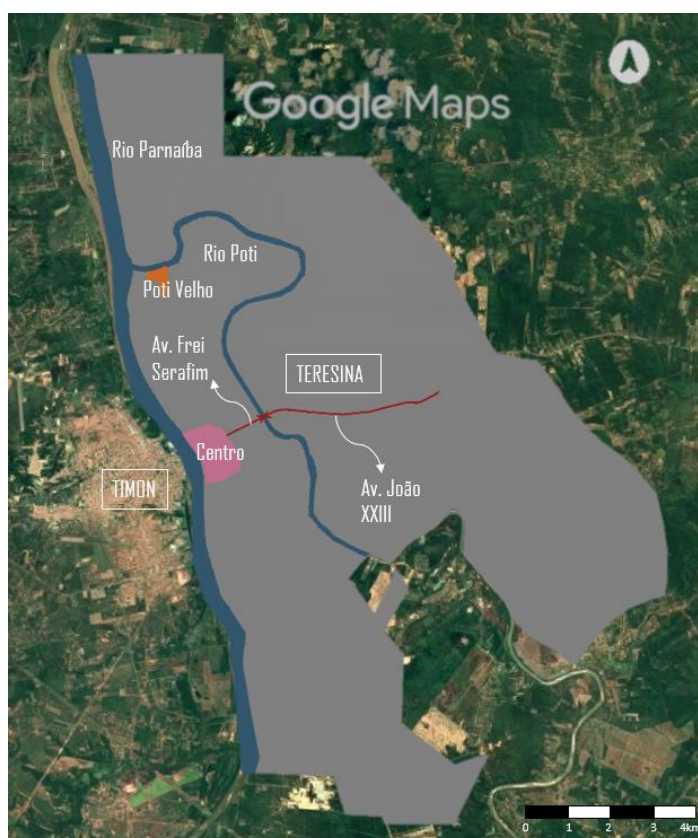 Google Maps
Rio Parnaíba
Rio Poti
Poti Velho
Av. Frei
Serafim
TERESINA
Centro
TIMON
Av. João
XXIII
0 1 2 3 4km